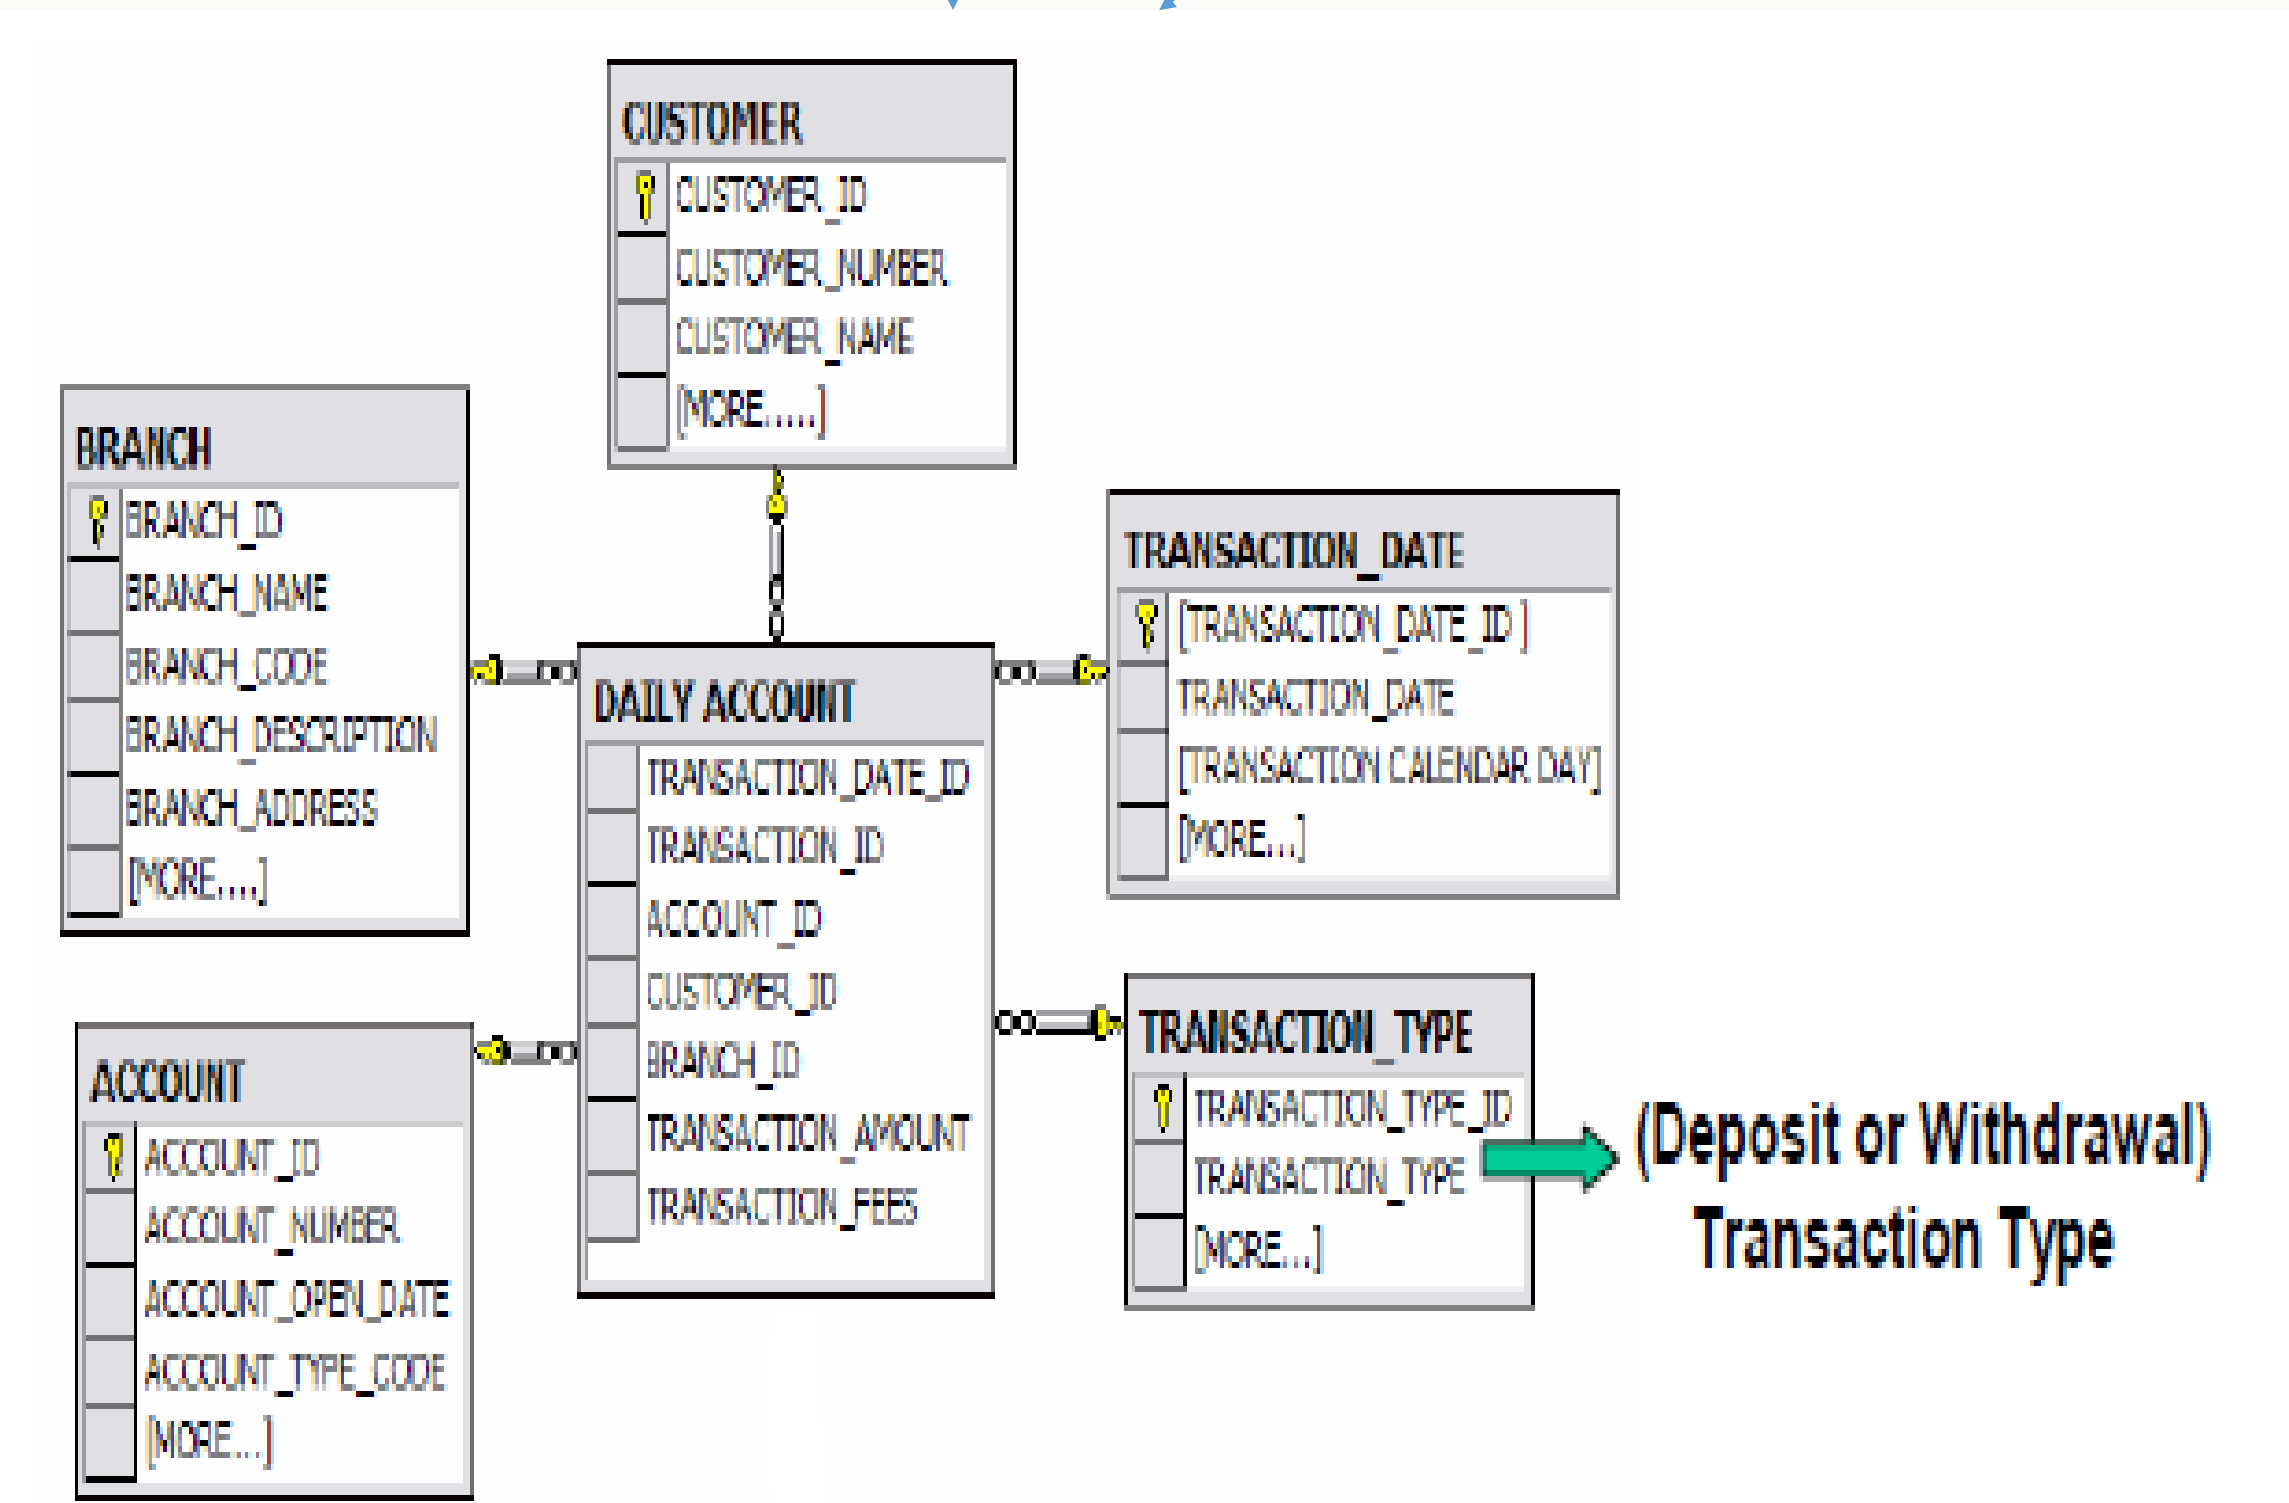 CUSTOMER
CUSTOMER_ID
CUSTOMER_NUMBER
CUSTOMER_NAME
[MORE.....]
BRANCH
BRANCH_ID
BRANCH_NAME
BRANCH_CODE
BRANCH_DESCRIPTION
BRANCH_ADDRESS
[MORE....]
TRANSACTION_DATE
[TRANSACTION_DATE_ID ]
TRANSACTION_DATE
[TRANSACTION CALENDAR DAY]
[MORE...]
DAILY ACCOUNT
TRANSACTION_DATE_ID
TRANSACTION_ID
ACCOUNT_ID
CUSTOMER_ID
BRANCH_ID
TRANSACTION_AMOUNT
TRANSACTION_FEES
ACCOUNT
ACCOUNT_ID
ACCOUNT_NUMBER
ACCOUNT_OPEN_DATE
ACCOUNT_TYPE_CODE
[MORE...]
TRANSACTION_TYPE
TRANSACTION_TYPE_ID
TRANSACTION_TYPE
[MORE...]
(Deposit or Withdrawal)
Transaction Type